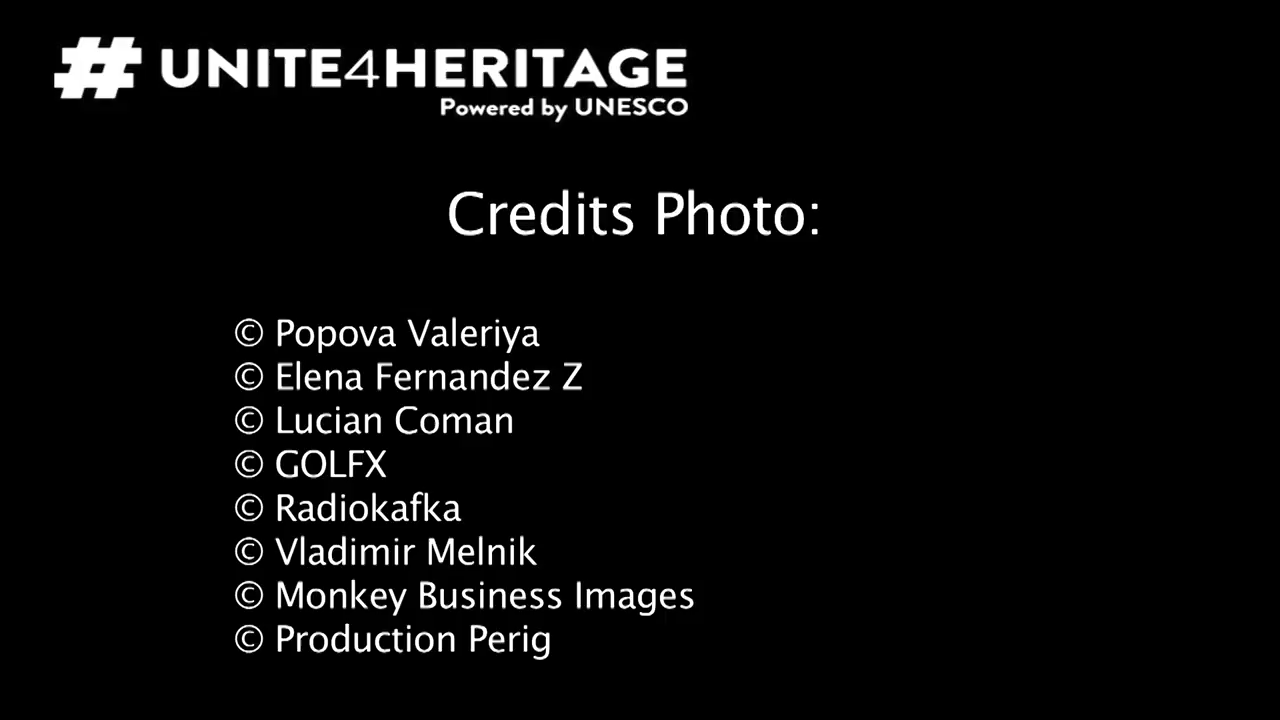 # UNITE4HERITAGE
Powered by UNESCO
Credits Photo:
© Popova Valeriya
© Elena Fernandez Z
© Lucian Coman
© GOLFX
© Radiokafka
© Vladimir Melnik
© Monkey Business Images
© Production Perig